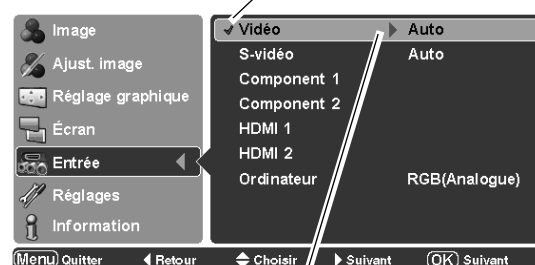 Image
Ajust. image
Réglage graphique
Écran
Entrée
Réglages
Information
Vidéo Auto
S-vidéo Auto
Component 1
Component 2
HDMI 1
HDMI 2
Ordinateur RGB(Analogue)
Menu Quitter Retour Choisir Suivant OK Suivant